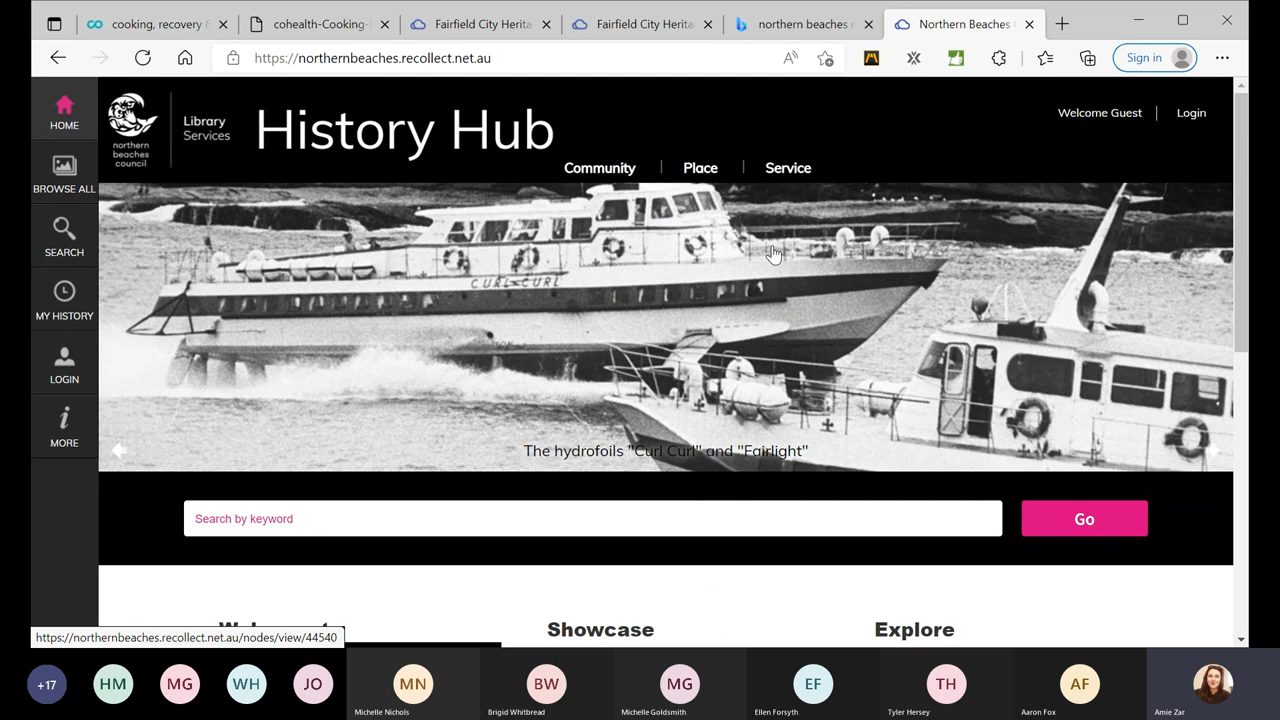 cooking, recovery
cohealth-Cooking-
Fairfield City Herita
Fairfield City Herita
northern beaches
Northern Beaches
https://northernbeaches.recollect.net.au
Sign in
HOME
BROWSE ALL
SEARCH
MY HISTORY
LOGIN
MORE
northern
beaches
council
Library
Services
History Hub
Welcome Guest
Login
Community
Place
Service
CURL CURL
The hydrofoils "Curl Curl" and "Fairlight"
Search by keyword
Go
Showcase
Explore
https://northernbeaches.recollect.net.au/nodes/view/44540
+17
HM
MG
WH
JO
MN
Michelle Nichols
BW
Brigid Whitbread
MG
Michelle Goldsmith
EF
Ellen Forsyth
TH
Tyler Hersey
AF
Aaron Fox
Amie Zar